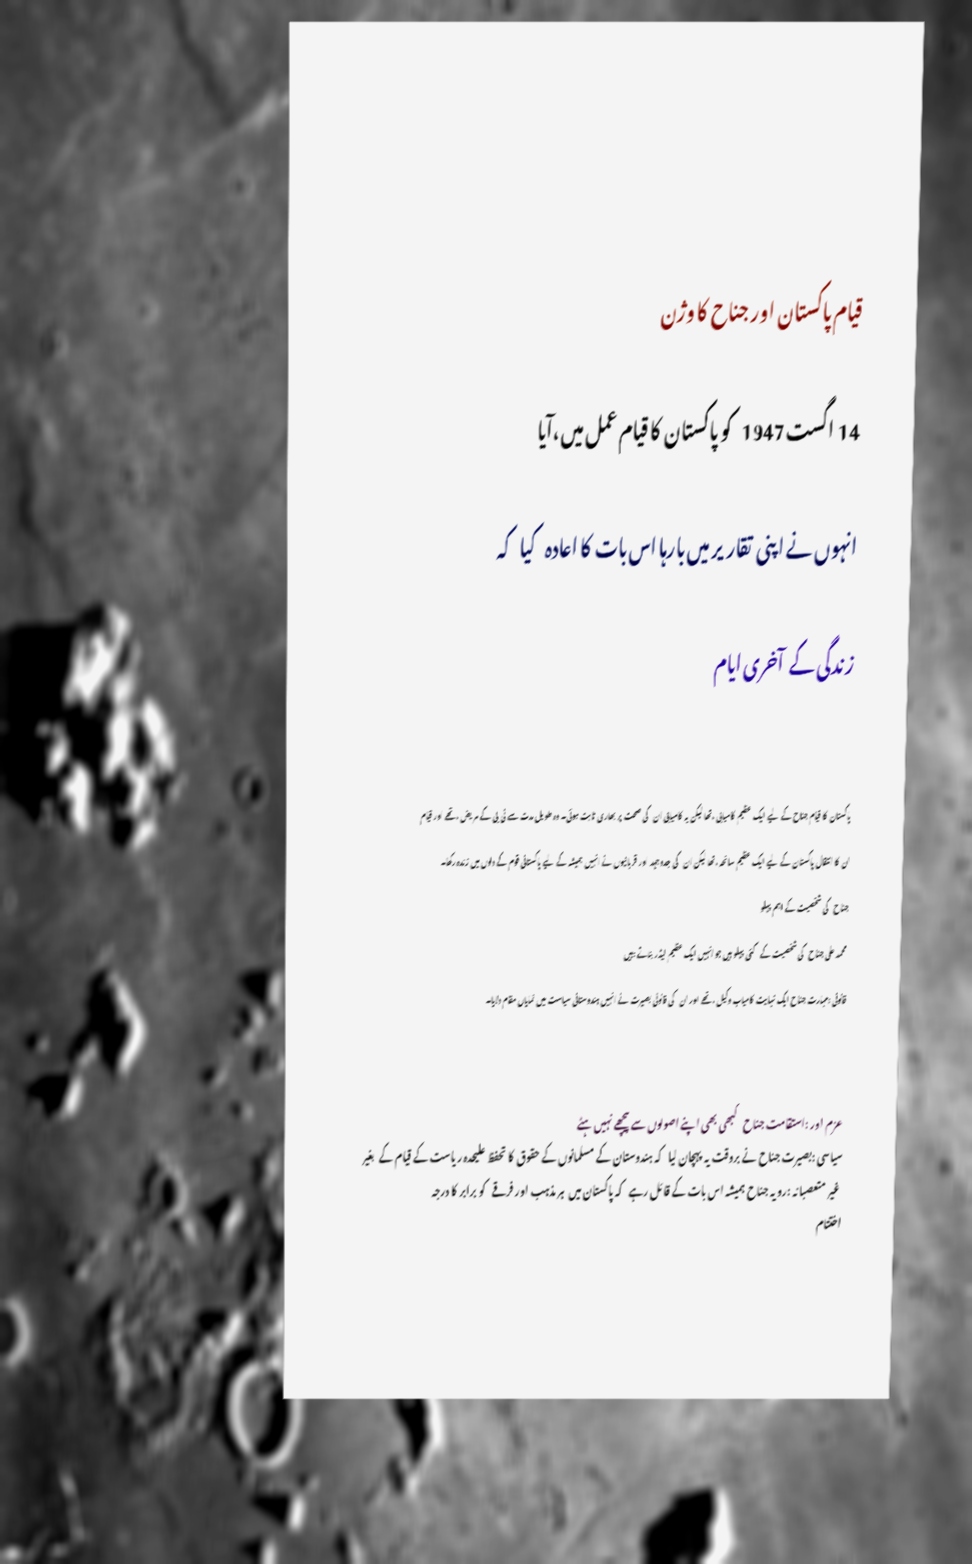 قیام پاکستان اور جناح کا وژن
14 اگست 1947 کو پاکستان کا قیام عمل میں،آیا
انہوں نے اپنی تقاریر میں بارہا اس بات کا اعادہ کیا کہ
زندگی کے آخری ایام
پاکستان کا قیام جناح کے لیے ایک عظیم کامیابی ،تھا لیکن یہ کامیابی ان کی صحت پر بھاری ثابت ہوئی۔ وہ طویل مدت سے ٹی بی کے مریض ،تھے اور قیام
ان کا انتقال پاکستان کے لیے ایک عظیم سانحہ ،تھا لیکن ان کی جدوجہد اور قربانیوں نے انہیں ہمیشہ کے لیے پاکستانی قوم کے دلوں میں زندہ رکھا۔
جناح کی شخصیت کے اہم پہلو
محمد علی جناح کی شخصیت کے کئی پہلو ہیں جو انہیں ایک عظیم لیڈر بناتے ہیں
قانونی :مہارت جناح ایک نہایت کامیاب وکیل ،تھے اور ان کی قانونی بصیرت نے انہیں ہندوستانی سیاست میں نمایاں مقام دلایا۔
عزم اور :استقامت جناح کبھی بھی اپنے اصولوں سے پیچھے نہیں ہٹے
سیاسی :بصیرت جناح نے بروقت یہ پہچان لیا کہ ہندوستان کے مسلمانوں کے حقوق کا تحفظ علیحدہ ریاست کے قیام کے بغیر
غیر متعصبانہ :رویہ جناح ہمیشہ اس بات کے قائل رہے کہ پاکستان میں ہر مذہب اور فرقے کو برابر کا درجہ
اختتام